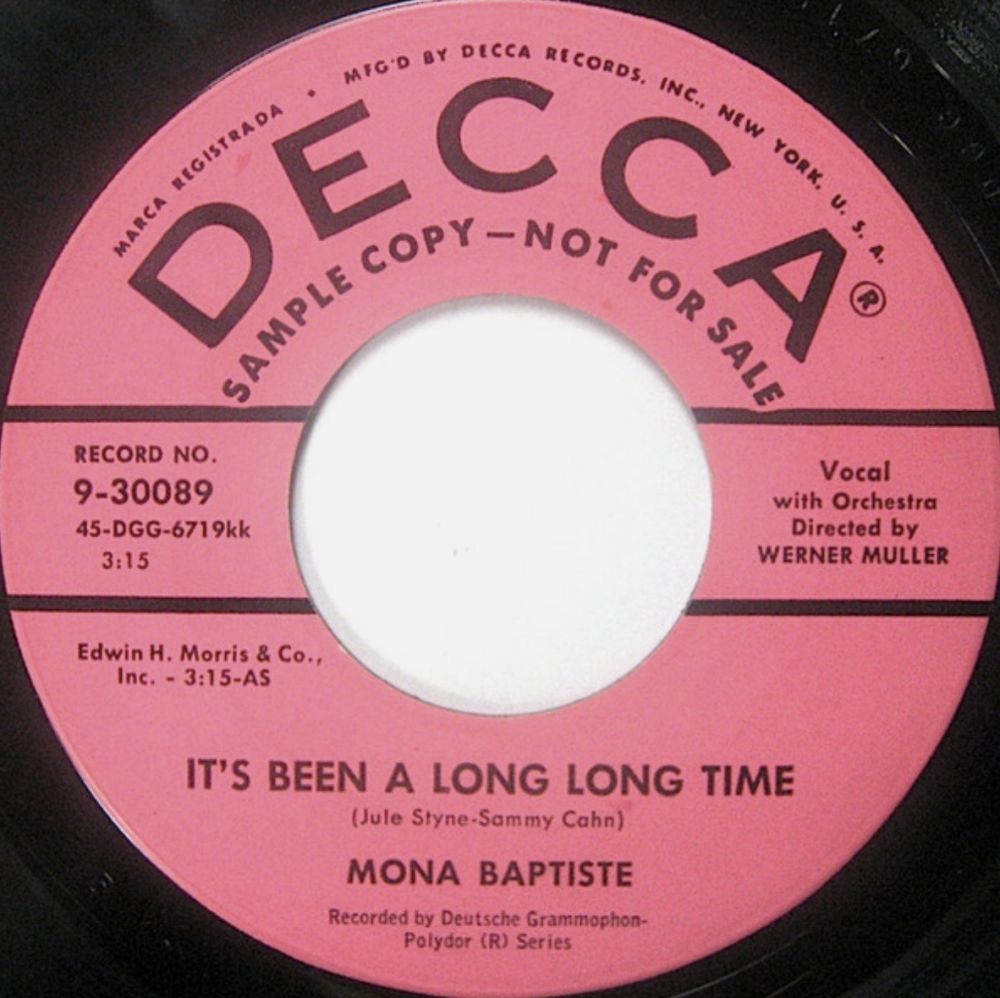 MARCA REGISTRADA • MFG'D BY DECCA RECORDS, INC., NEW YORK, U. S. A.
DECCA®
SAMPLE COPY—NOT FOR SALE
RECORD NO.
9-30089
45-DGG-6719kk
3:15
Vocal
with Orchestra
Directed by
WERNER MULLER
Edwin H. Morris & Co.,
Inc. - 3:15-AS
IT'S BEEN A LONG LONG TIME
(Jule Styne-Sammy Cahn)
MONA BAPTISTE
Recorded by Deutsche Grammophon-
Polydor (R) Series